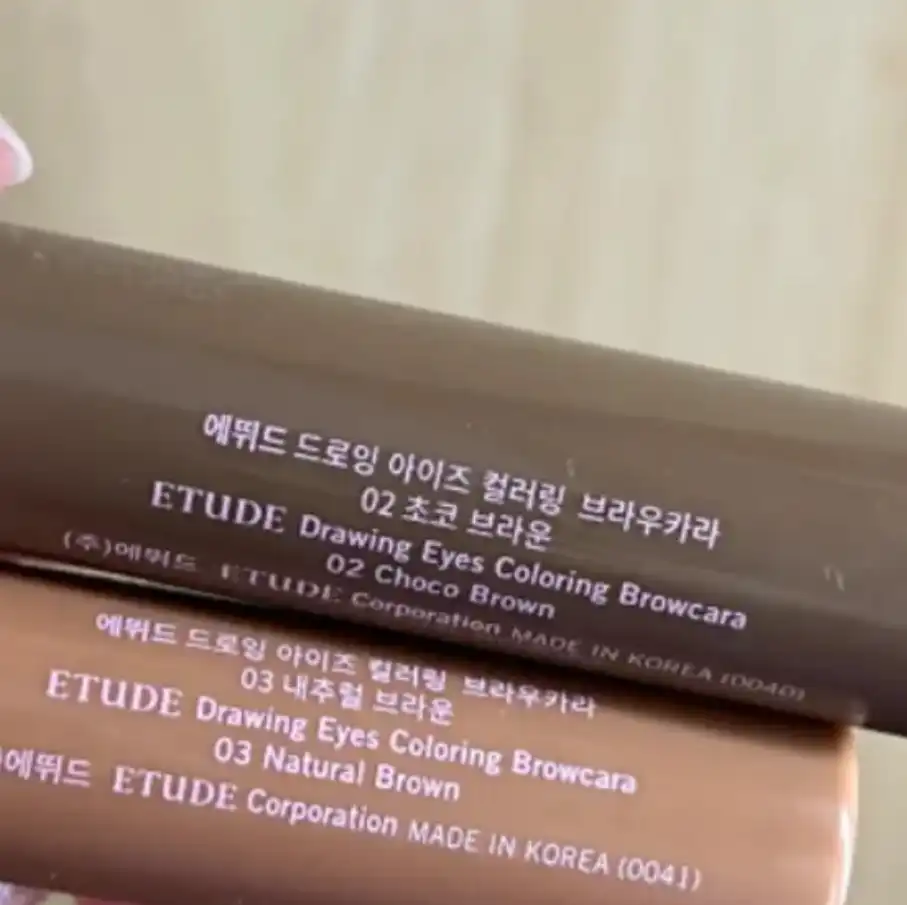 에뛰드 드로잉 아이즈 컬러링 브라우카라
02 초코 브라운
ETUDE Drawing Eyes Coloring Browcara
02 Choco Brown
(주)에뛰드 ETUDE Corporation MADE IN KOREA (0040)
에뛰드 드로잉 아이즈 컬러링 브라우카라
03 내추럴 브라운
ETUDE Drawing Eyes Coloring Browcara
03 Natural Brown
)에뛰드 ETUDE Corporation MADE IN KOREA (0041)